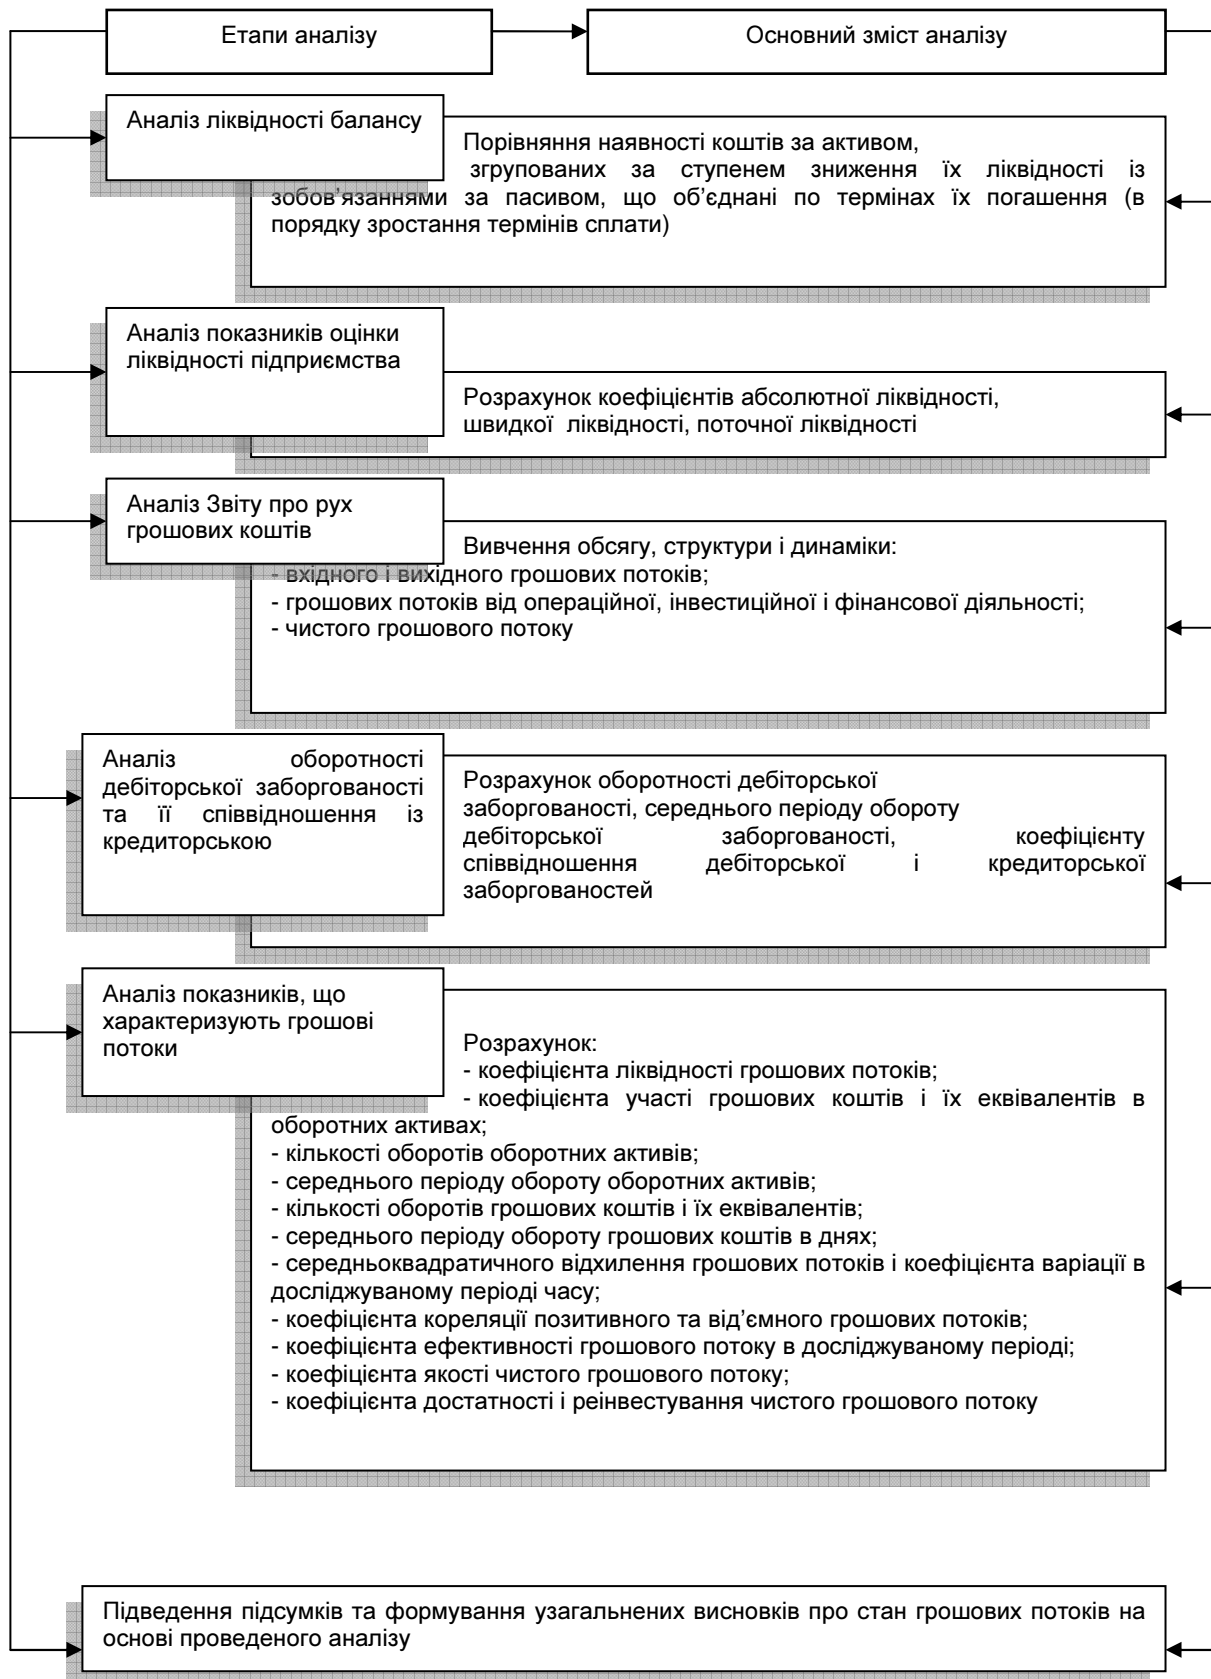 Етапи аналізу
Основний зміст аналізу
Аналіз ліквідності балансу
Порівняння наявності коштів за активом,
згрупованих за ступенем зниження їх ліквідності із
зобов’язаннями за пасивом, що об’єднані по термінах їх погашення (в
порядку зростання термінів сплати)
Аналіз показників оцінки
ліквідності підприємства
Розрахунок коефіцієнтів абсолютної ліквідності,
швидкої ліквідності, поточної ліквідності
Аналіз Звіту про рух
грошових коштів
Вивчення обсягу, структури і динаміки:
- вхідного і вихідного грошових потоків;
- грошових потоків від операційної, інвестиційної і фінансової діяльності;
- чистого грошового потоку
Аналіз оборотності
дебіторської заборгованості
та її співвідношення із
кредиторською
Розрахунок оборотності дебіторської
заборгованості, середнього періоду обороту
дебіторської заборгованості, коефіцієнту
співвідношення дебіторської і кредиторської
заборгованостей
Аналіз показників, що
характеризують грошові
потоки
Розрахунок:
- коефіцієнта ліквідності грошових потоків;
- коефіцієнта участі грошових коштів і їх еквівалентів в
оборотних активах;
- кількості оборотів оборотних активів;
- середнього періоду обороту оборотних активів;
- кількості оборотів грошових коштів і їх еквівалентів;
- середнього періоду обороту грошових коштів в днях;
- середньоквадратичного відхилення грошових потоків і коефіцієнта варіації в
досліджуваному періоді часу;
- коефіцієнта кореляції позитивного та від’ємного грошових потоків;
- коефіцієнта ефективності грошового потоку в досліджуваному періоді;
- коефіцієнта якості чистого грошового потоку;
- коефіцієнта достатності і реінвестування чистого грошового потоку
Підведення підсумків та формування узагальнених висновків про стан грошових потоків на
основі проведеного аналізу